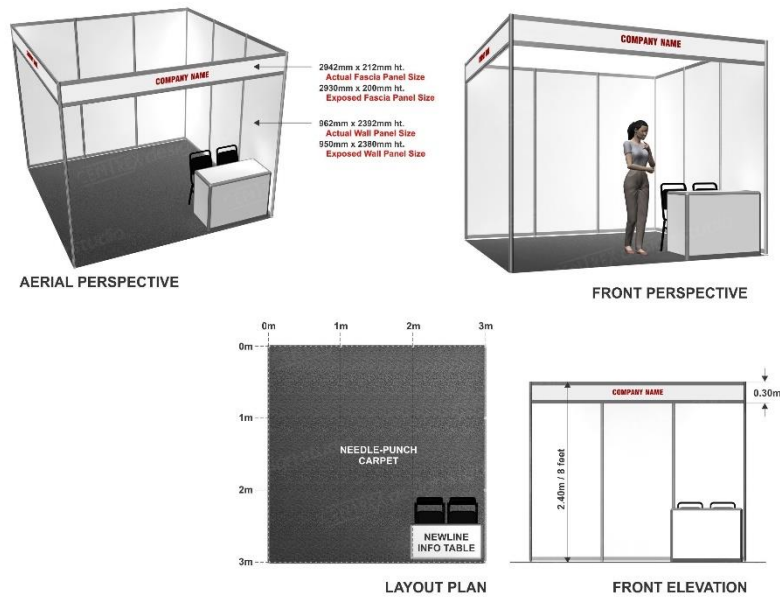 COMPANY NAME
2942mm x 212mm ht.
Actual Fascia Panel Size
2930mm x 200mm ht.
Exposed Fascia Panel Size
962mm x 2392mm ht.
Actual Wall Panel Size
950mm x 2380mm ht.
Exposed Wall Panel Size
AERIAL PERSPECTIVE
COMPANY NAME
FRONT PERSPECTIVE
0m 1m 2m 3m
0m
1m
2m
3m
NEEDLE-PUNCH
CARPET
NEWLINE
INFO TABLE
LAYOUT PLAN
COMPANY NAME
0.30m
2.40m / 8 feet
FRONT ELEVATION